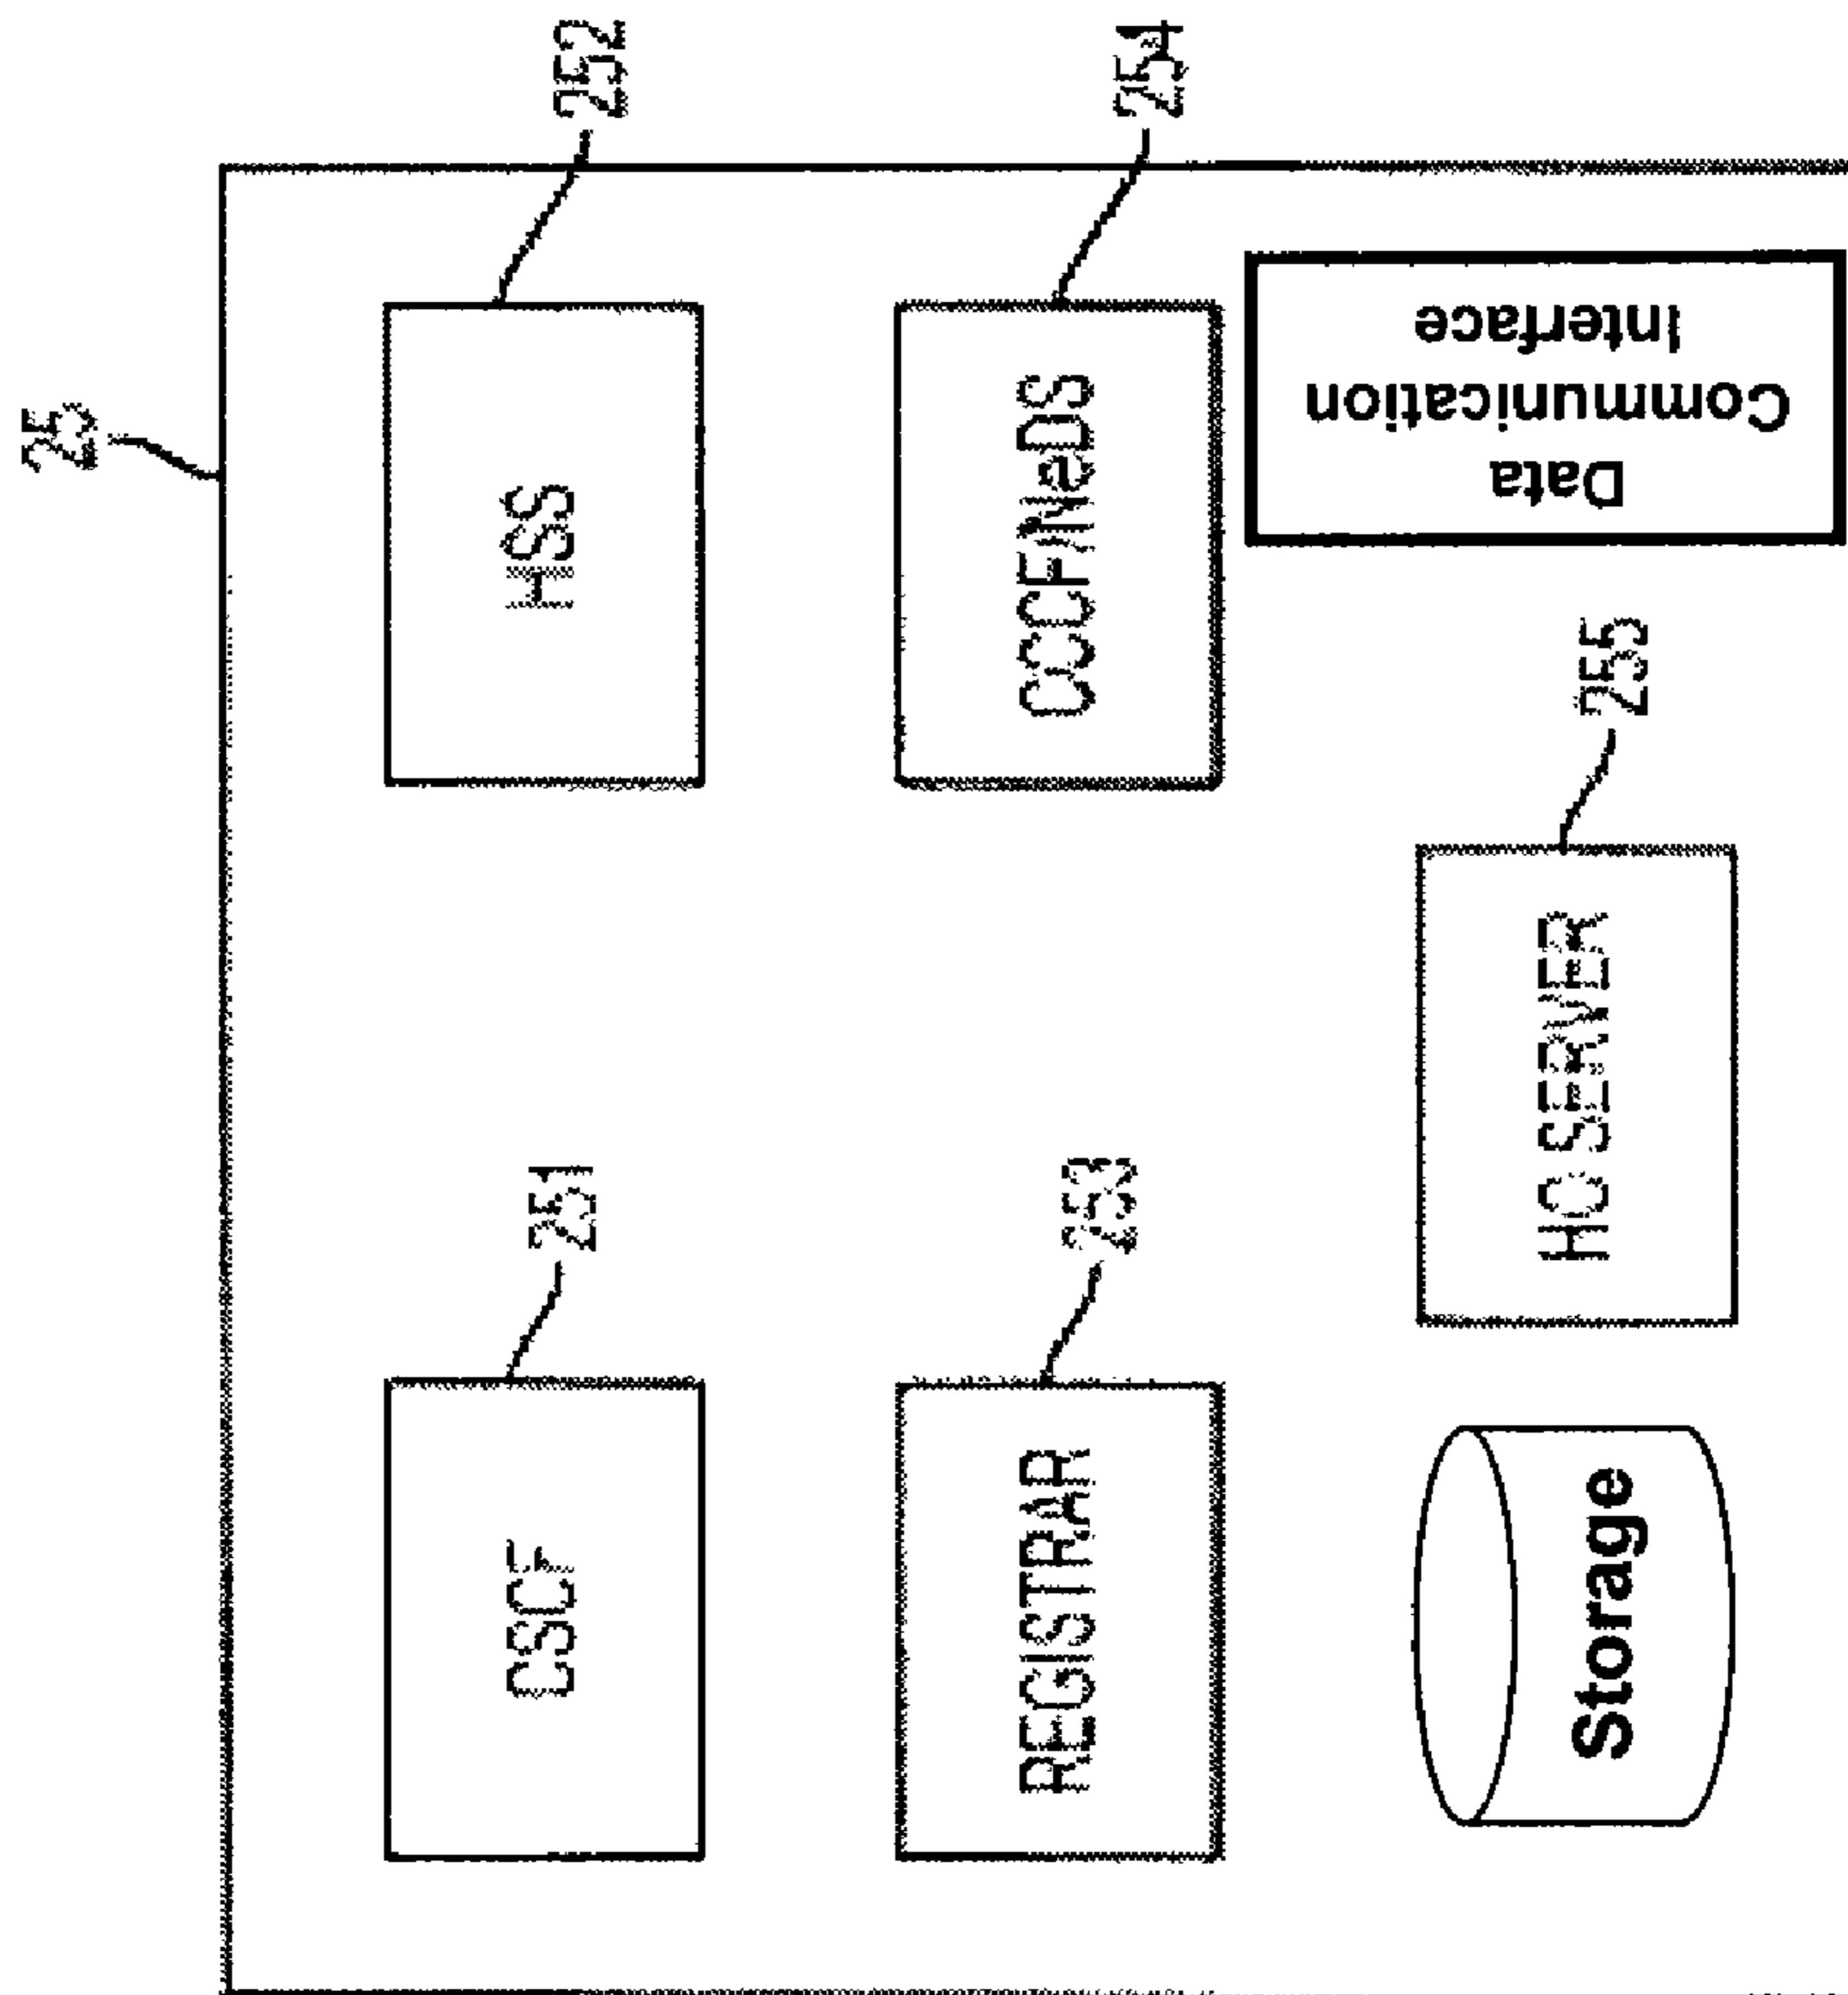 25
251
252
CSCF
HSS
253
254
REGISTRAR
CCCF/NeDS
255
HO SERVER
Storage
Data
Communication
Interface